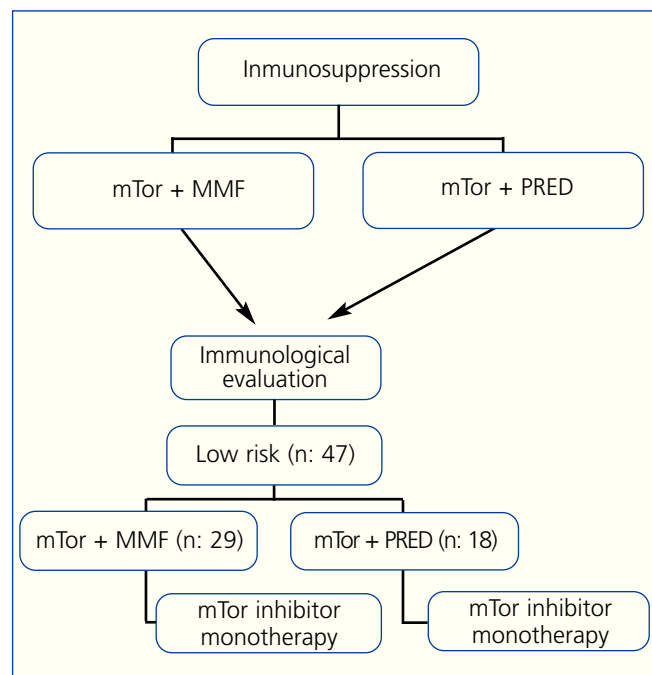 Inmunosuppression
mTor + MMF
mTor + PRED
Immunological
evaluation
Low risk (n: 47)
mTor + MMF (n: 29)
mTor + PRED (n: 18)
mTor inhibitor
monotherapy
mTor inhibitor
monotherapy